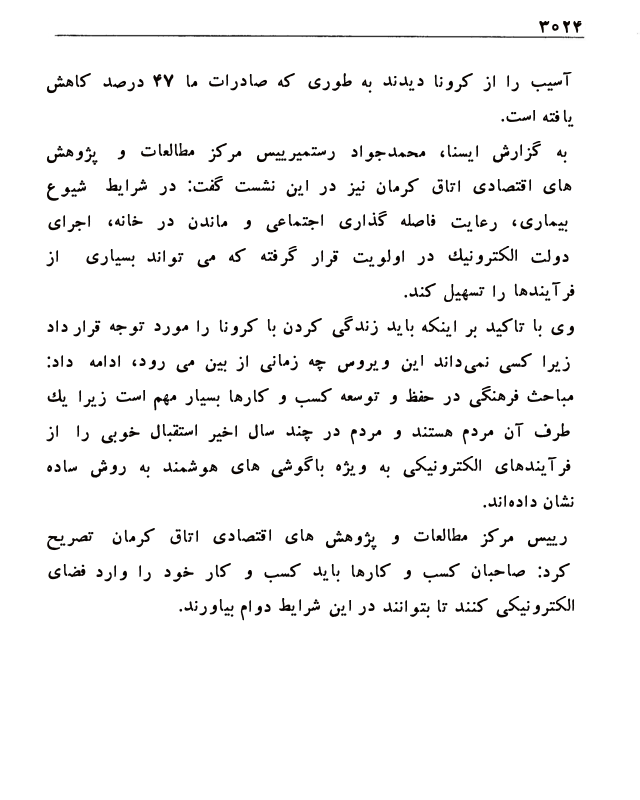 ۳۰۲۴
آسیب را از کرونا دیدند به طوری که صادرات ما ۴۷ درصد کاهش
یافته است.
به گزارش ایسنا، محمدجواد رستمیرییس مرکز مطالعات و پژوهش
های اقتصادی اتاق کرمان نیز در این نشست گفت: در شرایط شیوع
بیماری، رعایت فاصله گذاری اجتماعی و ماندن در خانه، اجرای
دولت الکترونیك در اولویت قرار گرفته که می تواند بسیاری از
فرآیندها را تسهیل کند.
وی با تاکید بر اینکه باید زندگی کردن با کرونا را مورد توجه قرار داد
زیرا کسی نمی‌داند این ویروس چه زمانی از بین می رود، ادامه داد:
مباحث فرهنگی در حفظ و توسعه کسب و کارها بسیار مهم است زیرا یك
طرف آن مردم هستند و مردم در چند سال اخیر استقبال خوبی را از
فرآیندهای الکترونیکی به ویژه باگوشی های هوشمند به روش ساده
نشان داده‌اند.
رییس مرکز مطالعات و پژوهش های اقتصادی اتاق کرمان تصریح
کرد: صاحبان کسب و کارها باید کسب و کار خود را وارد فضای
الکترونیکی کنند تا بتوانند در این شرایط دوام بیاورند.